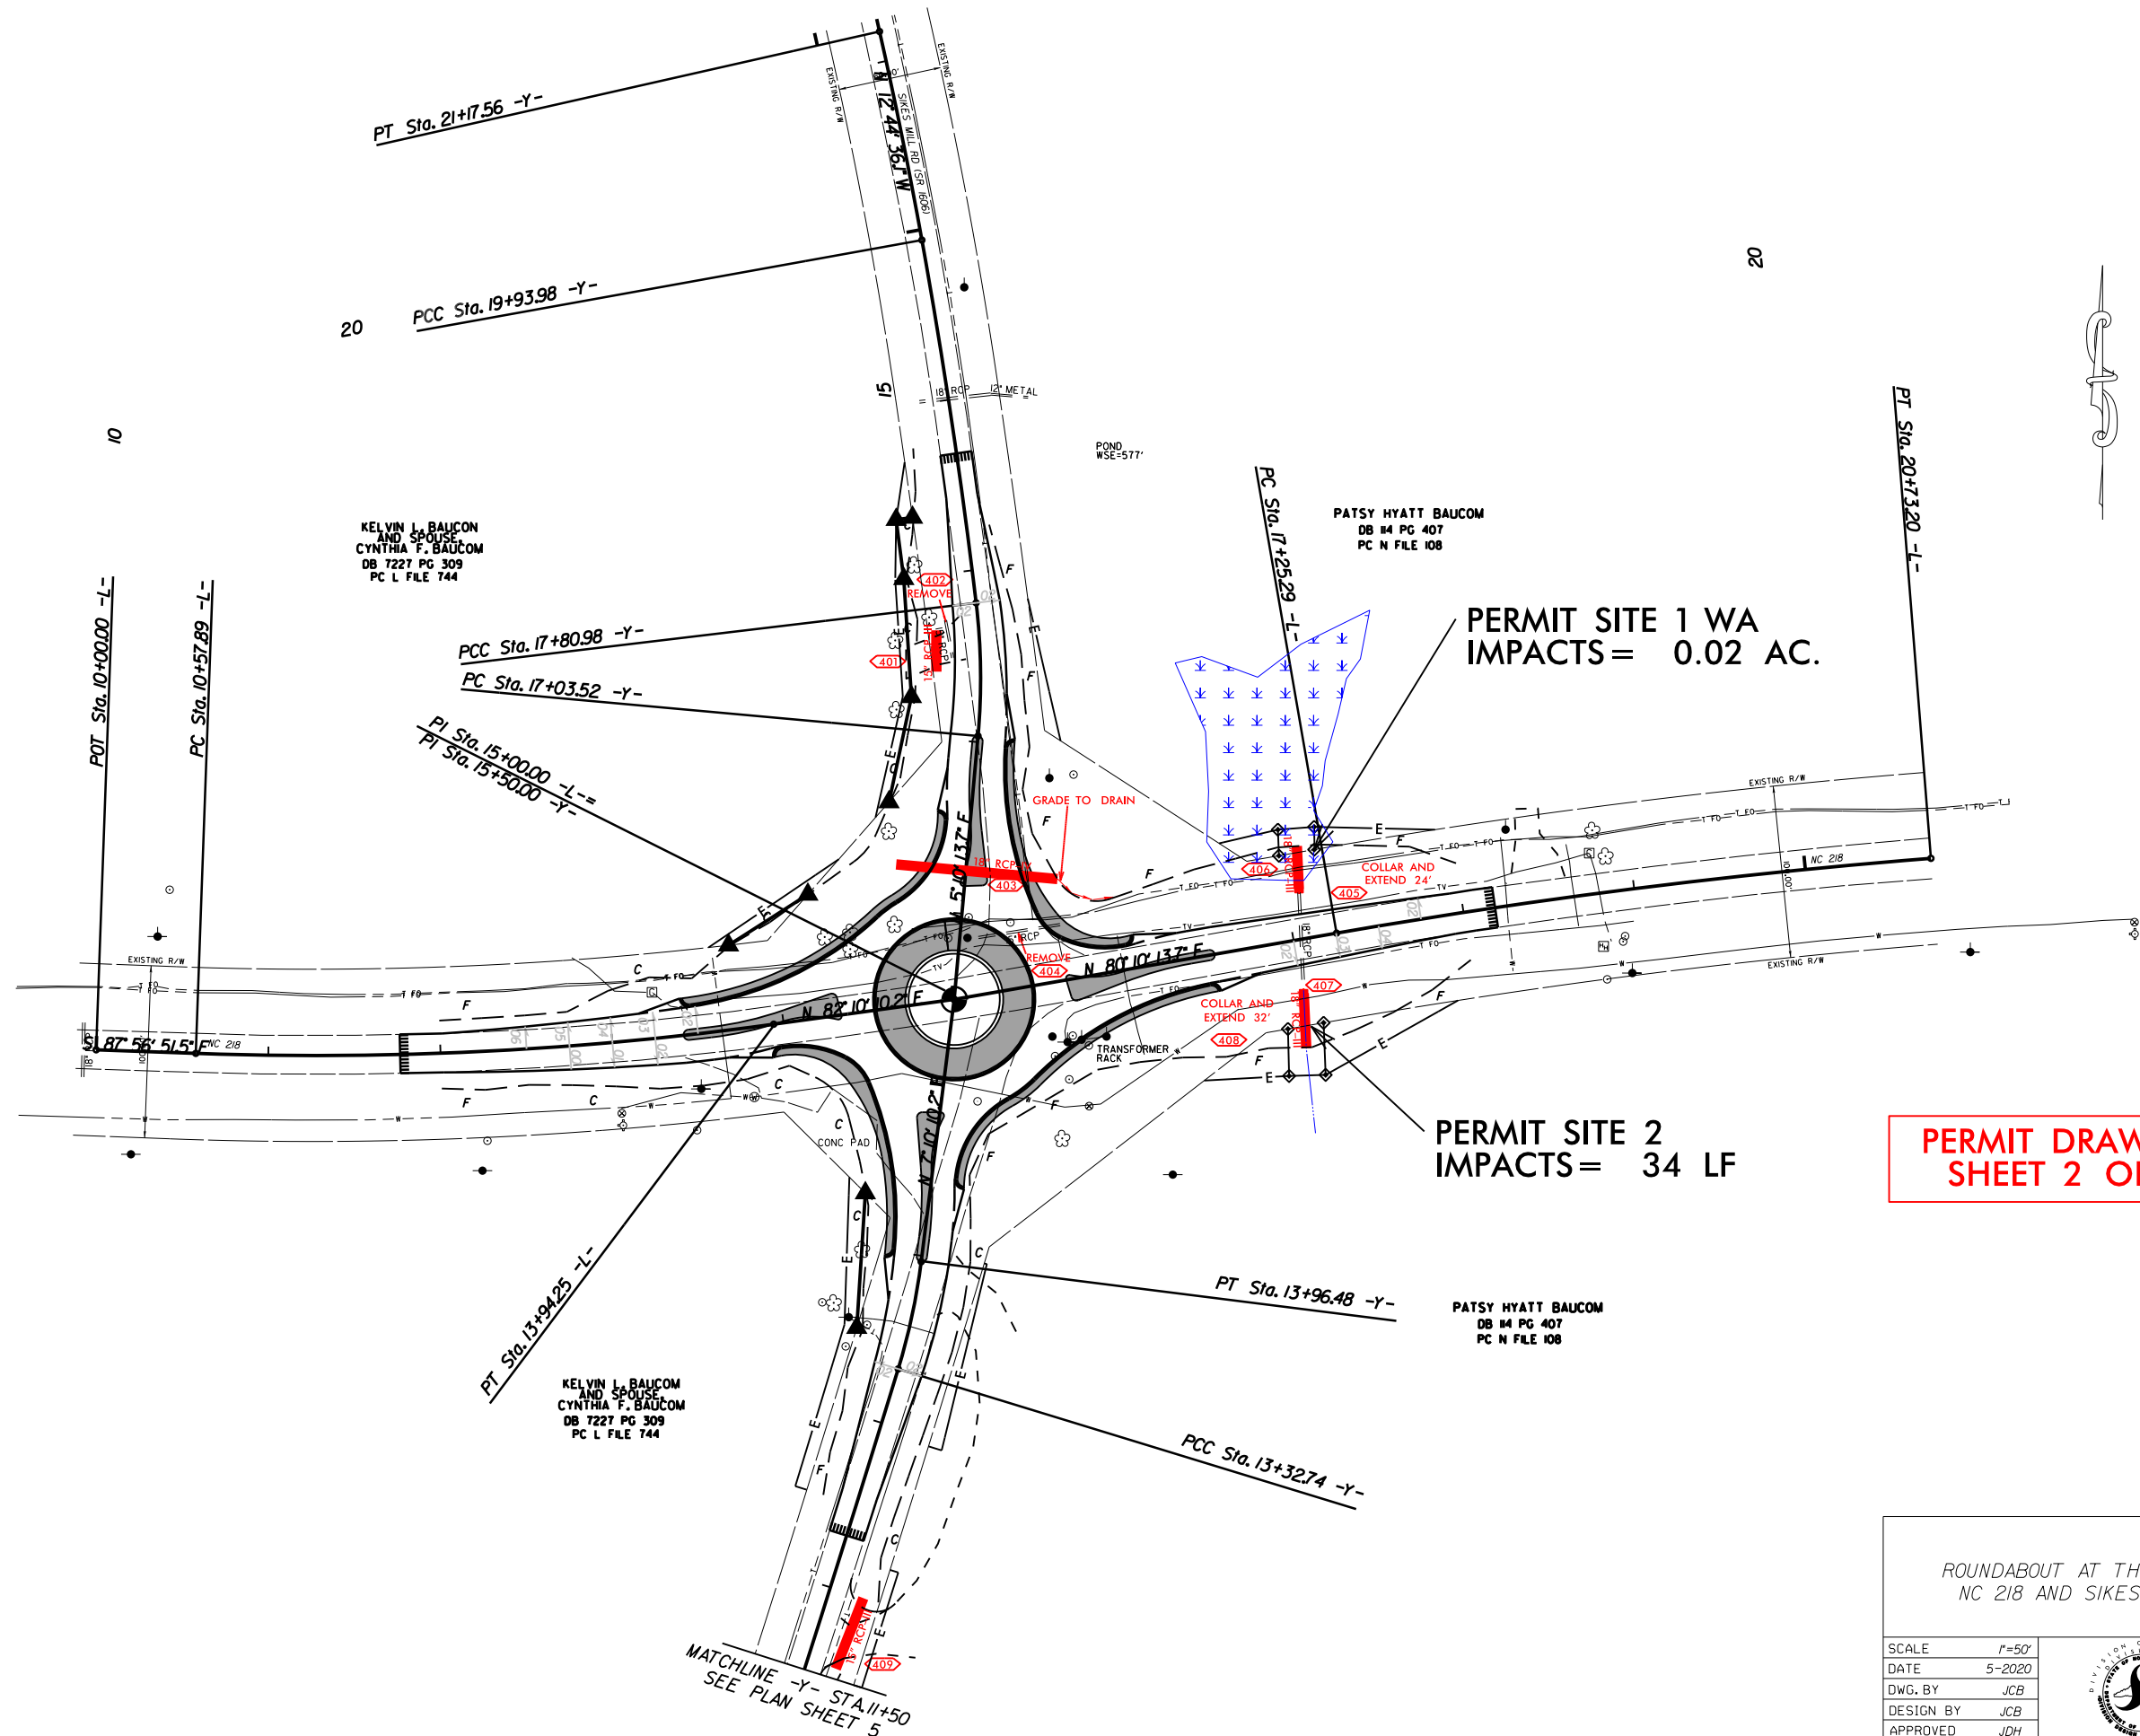 PT Sta. 21+17.56 -Y-
EXISTING R/W
EXISTING R/W
N 12° 44' 36.1" W
SIKES MILL RD (SR 1606)
PCC Sta. 19+93.98 -Y-
20
20
15
10
18" RCP
12" METAL
POND
WSE=577'
KELVIN L. BAUCON
AND SPOUSE,
CYNTHIA F. BAUCOM
DB 7227 PG 309
PC L FILE 744
PATSY HYATT BAUCOM
DB 114 PG 407
PC N FILE 108
PC Sta. 17+25.29 -L-
PT Sta. 20+73.20 -L-
POT Sta. 10+00.00 -L-
PC Sta. 10+57.89 -L-
402
REMOVE
401
PCC Sta. 17+80.98 -Y-
PC Sta. 17+03.52 -Y-
PI Sta. 15+00.00 -L-=
PI Sta. 15+50.00 -Y-
PERMIT SITE 1 WA
IMPACTS= 0.02 AC.
GRADE TO DRAIN
403
406
COLLAR AND
EXTEND 24'
405
EXISTING R/W
NC 218
REMOVE
404
N 80° 10' 13.7" E
N 82° 10' 10.2" E
EXISTING R/W
EXISTING R/W
S 87° 56' 51.5" E
NC 218
COLLAR AND
EXTEND 32'
407
408
18" RCP-III
TRANSFORMER
RACK
CONC PAD
N 7° 10' 10.2" E
PERMIT SITE 2
IMPACTS= 34 LF
PERMIT DRAW
SHEET 2 O
PT Sta. 13+94.25 -L-
PT Sta. 13+96.48 -Y-
PATSY HYATT BAUCOM
DB 114 PG 407
PC N FILE 108
KELVIN L. BAUCOM
AND SPOUSE,
CYNTHIA F. BAUCOM
DB 7227 PG 309
PC L FILE 744
PCC Sta. 13+32.74 -Y-
409
MATCHLINE -Y- STA.11+50
SEE PLAN SHEET 5
ROUNDABOUT AT TH
NC 218 AND SIKES
SCALE 1"=50'
DATE 5-2020
DWG. BY JCB
DESIGN BY JCB
APPROVED JDH